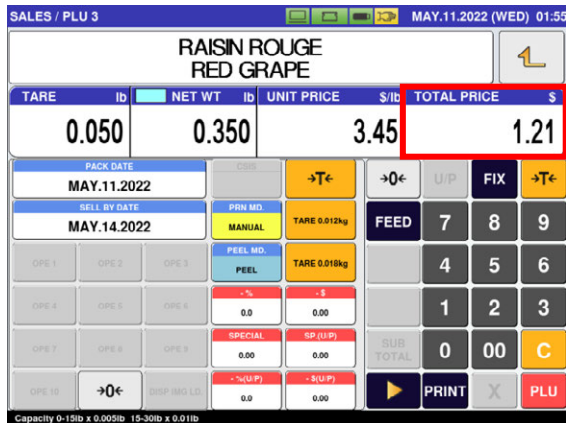 SALES / PLU 3
MAY.11.2022 (WED) 01:55
RAISIN ROUGE
RED GRAPE
TARE lb
NET WT lb
UNIT PRICE $/lb
TOTAL PRICE $
0.050
0.350
3.45
1.21
PACK DATE
MAY.11.2022
SELL BY DATE
MAY.14.2022
OPE 1
OPE 2
OPE 3
OPE 4
OPE 5
OPE 6
OPE 7
OPE 8
OPE 9
OPE 10
→0←
DISP IMG LD.
PRN MD.
MANUAL
PEEL MD.
PEEL
- %
0.0
SPECIAL
0.00
- %(U/P)
0.0
→T←
TARE 0.012kg
TARE 0.018kg
- $
0.00
SP.(U/P)
0.00
- $(U/P)
0.00
→0←
U/P
FIX
→T←
FEED
7
8
9
4
5
6
1
2
3
SUB TOTAL
0
00
C
PRINT
X
PLU
Capacity 0-15lb x 0.005lb 15-30lb x 0.01lb